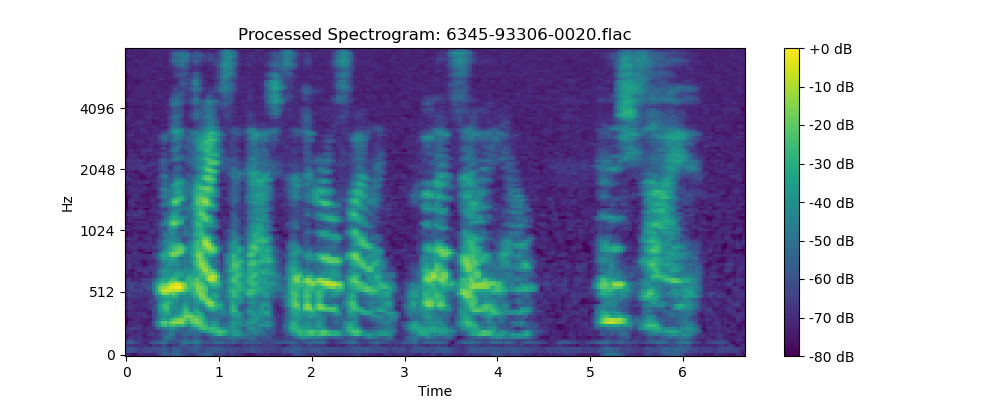 Processed Spectrogram: 6345-93306-0020.flac
Hz
4096
2048
1024
512
0
0 1 2 3 4 5 6
Time
+0 dB
-10 dB
-20 dB
-30 dB
-40 dB
-50 dB
-60 dB
-70 dB
-80 dB